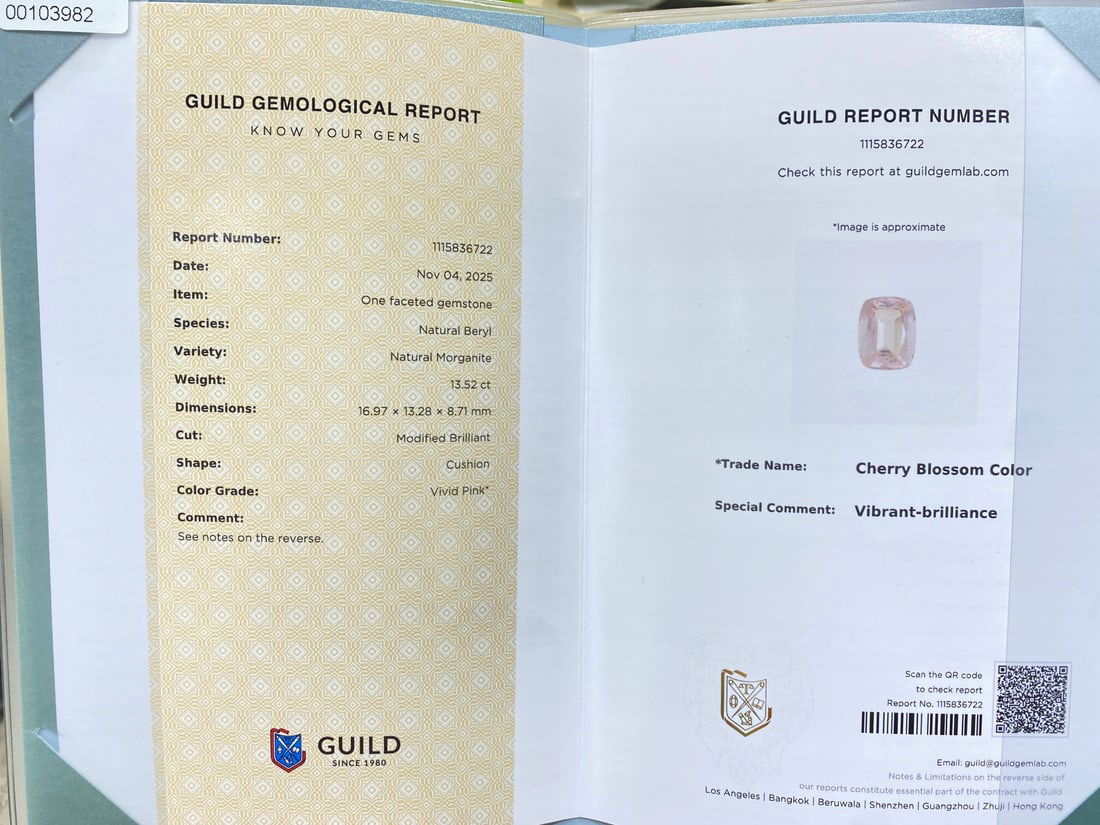 00103982
GUILD GEMOLOGICAL REPORT
KNOW YOUR GEMS
Report Number: 1115836722
Date: Nov 04, 2025
Item: One faceted gemstone
Species: Natural Beryl
Variety: Natural Morganite
Weight: 13.52 ct
Dimensions: 16.97 × 13.28 × 8.71 mm
Cut: Modified Brilliant
Shape: Cushion
Color Grade: Vivid Pink*
Comment:
See notes on the reverse.
GUILD
SINCE 1980
GUILD REPORT NUMBER
1115836722
Check this report at guildgemlab.com
*Image is approximate
*Trade Name: Cherry Blossom Color
Special Comment: Vibrant-brilliance
Scan the QR code
to check report
Report No. 1115836722
Email: guild@guildgemlab.com
Notes & Limitations on the reverse side of
our reports constitute essential part of the contract with Guild
Los Angeles | Bangkok | Beruwala | Shenzhen | Guangzhou | Zhuji | Hong Kong